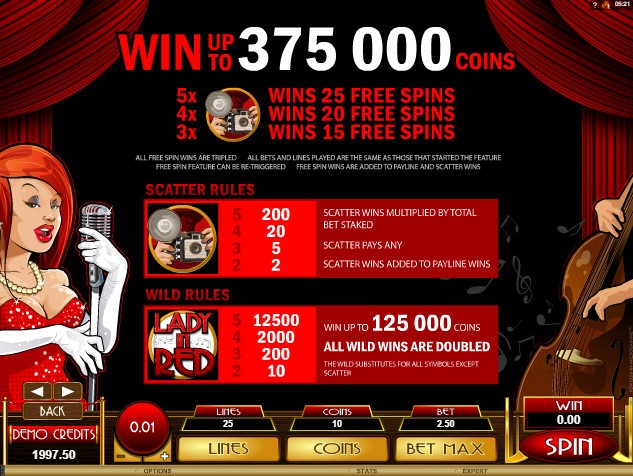 ? 05:21
WIN UP TO 375 000 COINS
5x WINS 25 FREE SPINS
4x WINS 20 FREE SPINS
3x WINS 15 FREE SPINS
ALL FREE SPIN WINS ARE TRIPLED ALL BETS AND LINES PLAYED ARE THE SAME AS THOSE THAT STARTED THE FEATURE
FREE SPIN FEATURE CAN BE RE-TRIGGERED FREE SPIN WINS ARE ADDED TO PAYLINE AND SCATTER WINS
SCATTER RULES
5 200 SCATTER WINS MULTIPLIED BY TOTAL
BET STAKED
4 20
3 5 SCATTER PAYS ANY
2 2 SCATTER WINS ADDED TO PAYLINE WINS
WILD RULES
LADY
n
RED
5 12500 WIN UP TO 125 000 COINS
4 2000 ALL WILD WINS ARE DOUBLED
3 200 THE WILD SUBSTITUTES FOR ALL SYMBOLS EXCEPT
SCATTER
2 10
BACK
DEMO CREDITS
1997.50
0.01
- +
LINES COINS BET
25 10 2.50
LINES COINS BET MAX
WIN
0.00
SPIN
OPTIONS STATS EXPERT